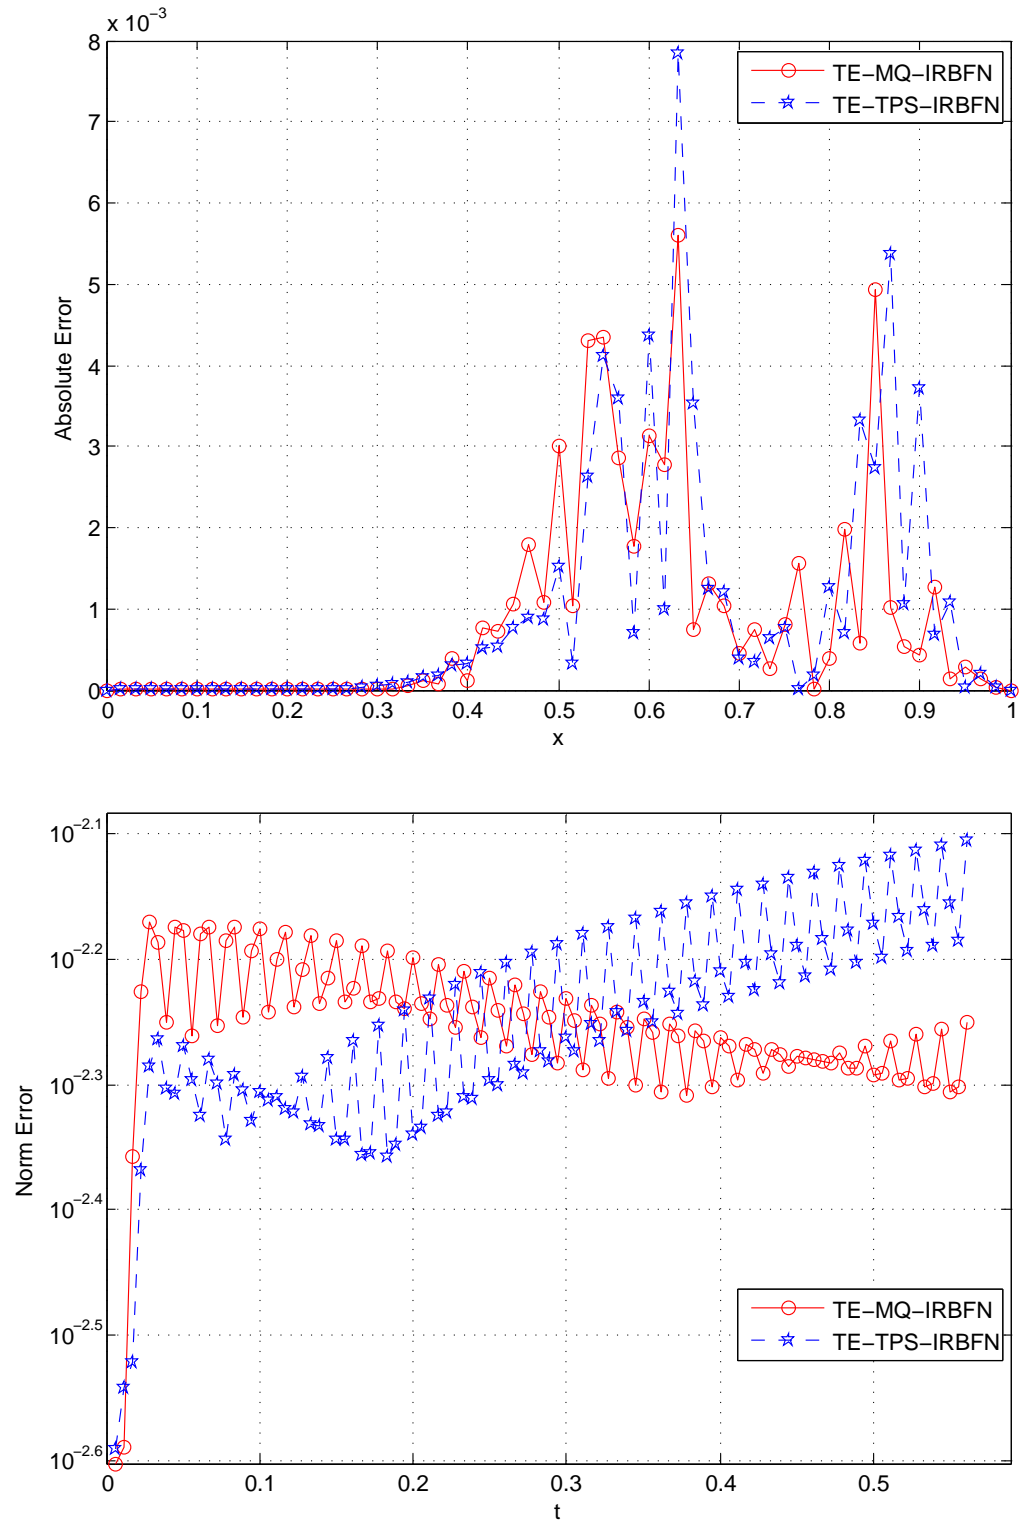 x 10−3
8
7
6
5
4
3
2
1
0
Absolute Error
TE−MQ−IRBFN
TE−TPS−IRBFN
0 0.1 0.2 0.3 0.4 0.5 0.6 0.7 0.8 0.9 1
x
10−2.1
10−2.2
10−2.3
10−2.4
10−2.5
10−2.6
Norm Error
TE−MQ−IRBFN
TE−TPS−IRBFN
0 0.1 0.2 0.3 0.4 0.5
t